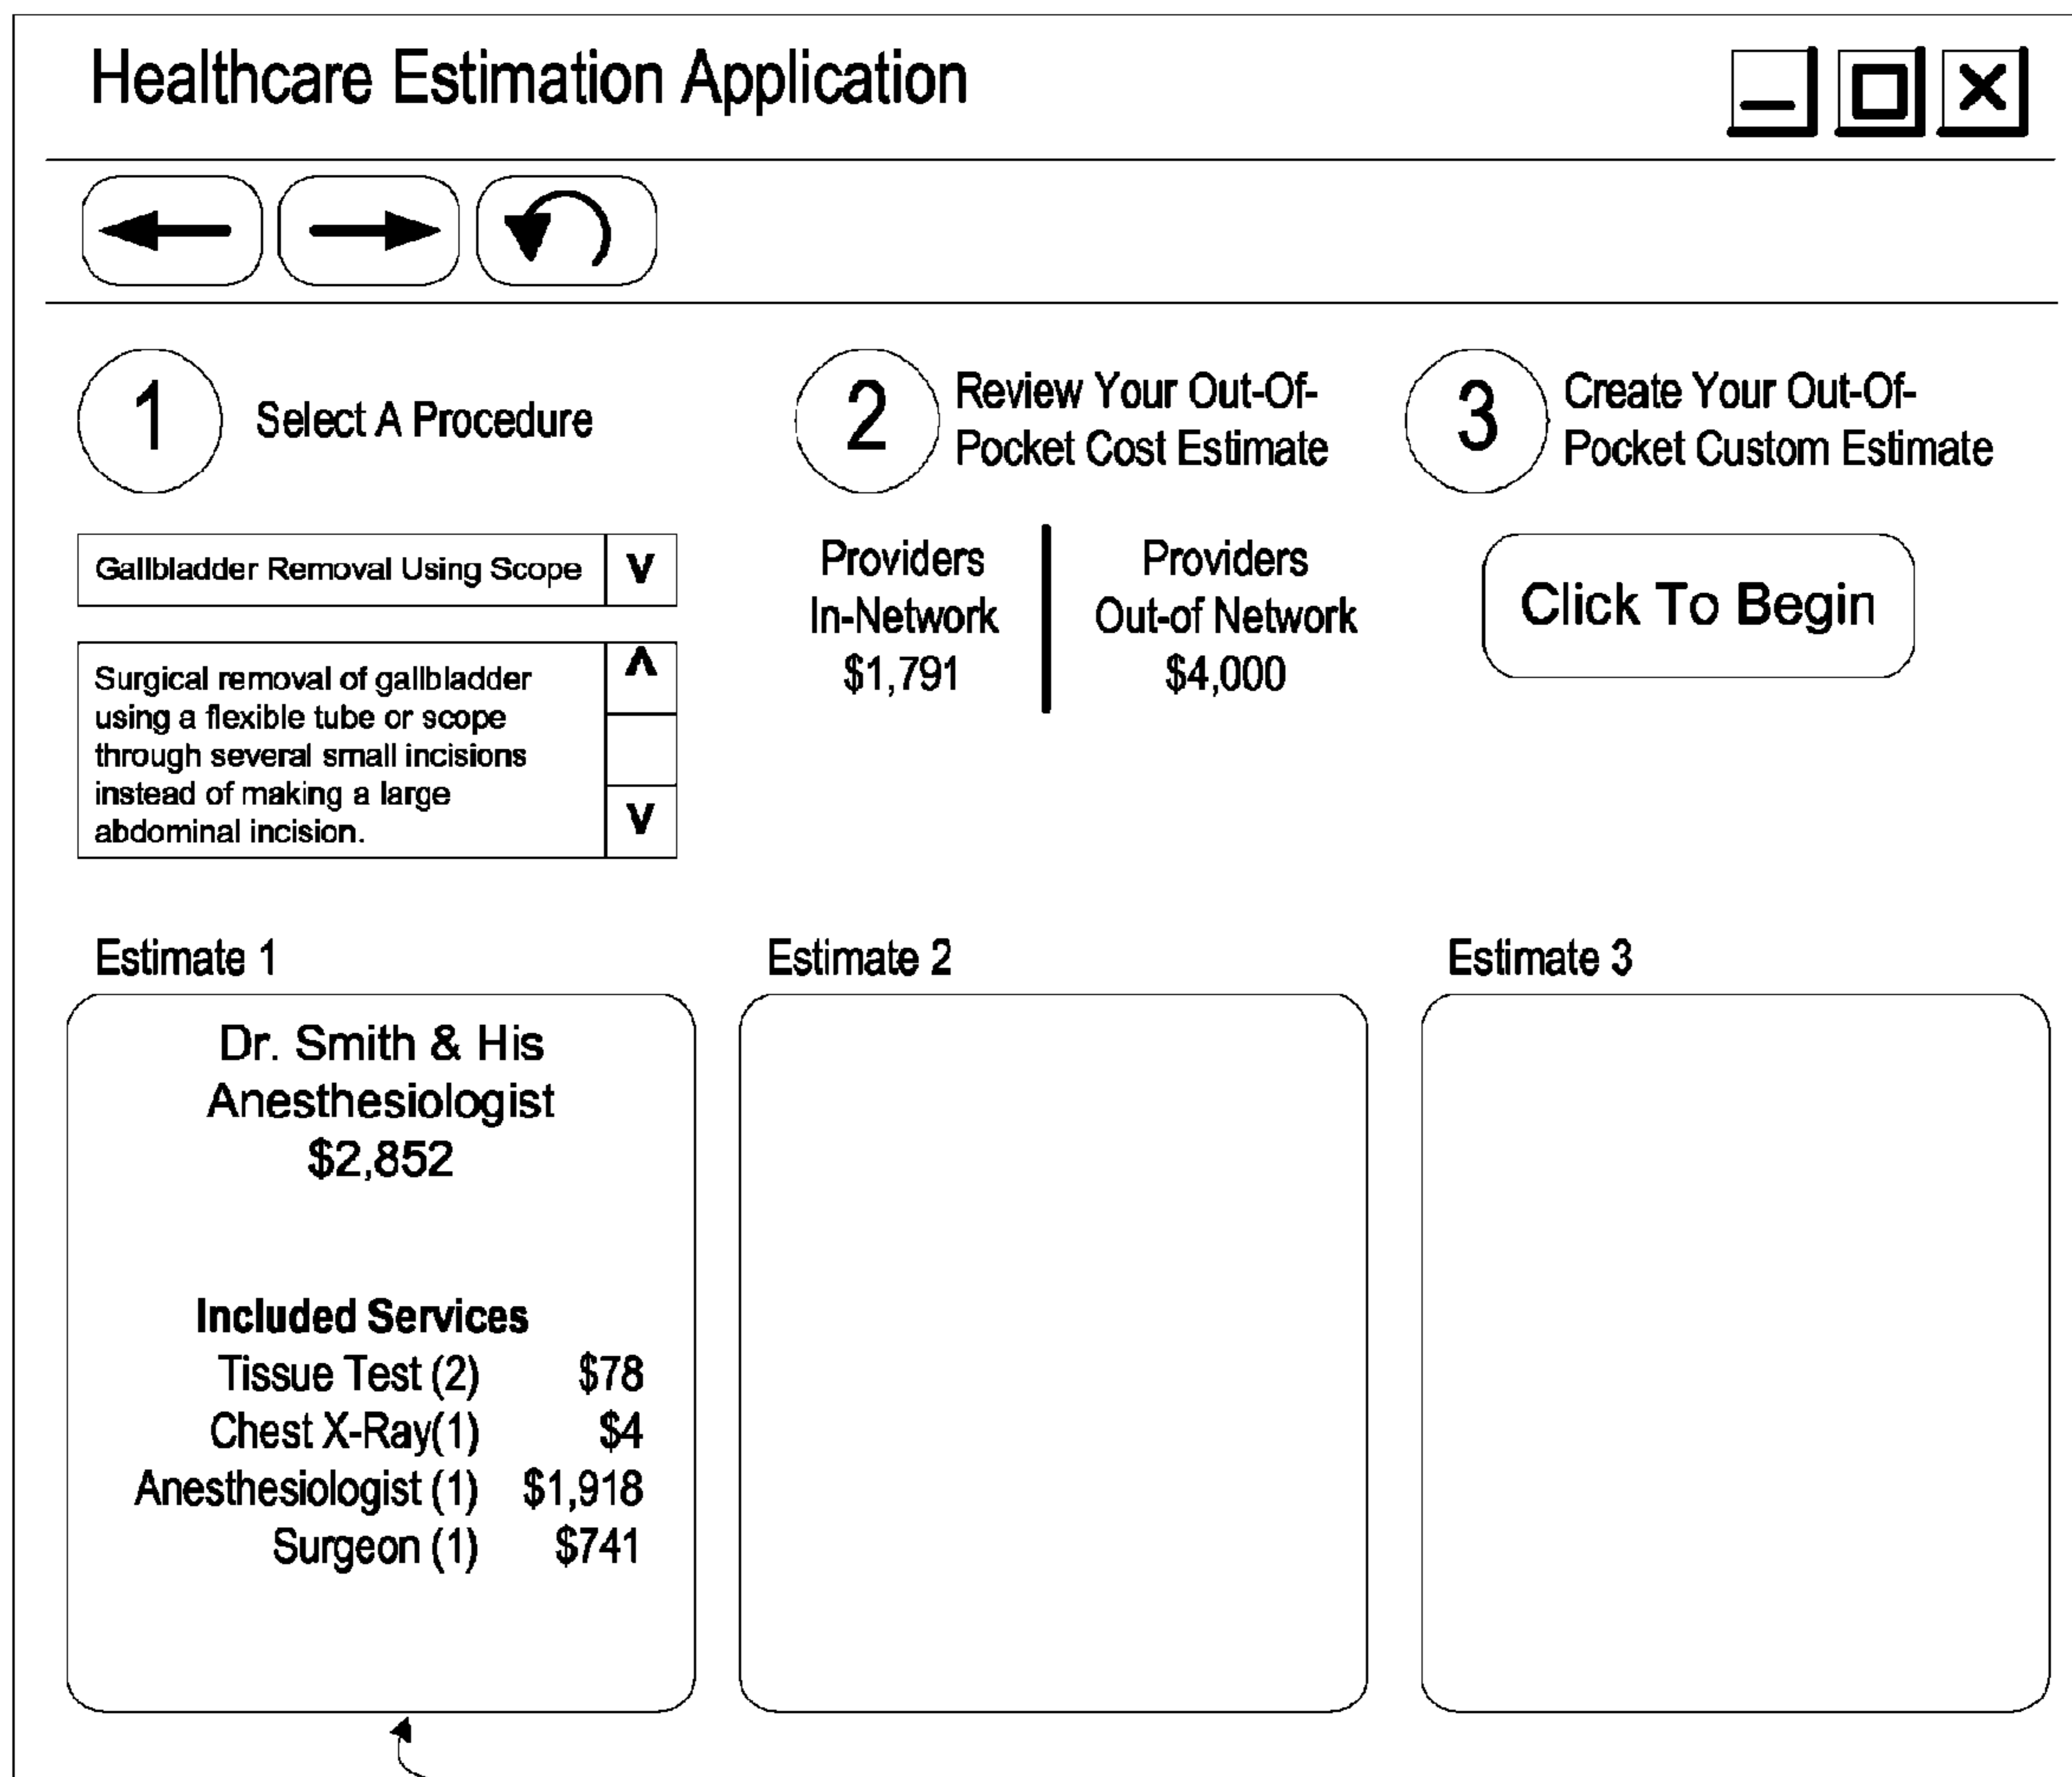 Healthcare Estimation Application
1
Select A Procedure
Gallbladder Removal Using Scope
V
Surgical removal of gallbladder
using a flexible tube or scope
through several small incisions
instead of making a large
abdominal incision.
Λ
V
2
Review Your Out-Of-
Pocket Cost Estimate
Providers
In-Network
$1,791
Providers
Out-of Network
$4,000
3
Create Your Out-Of-
Pocket Custom Estimate
Click To Begin
Estimate 1
Dr. Smith & His
Anesthesiologist
$2,852
Included Services
Tissue Test (2) $78
Chest X-Ray(1) $4
Anesthesiologist (1) $1,918
Surgeon (1) $741
Estimate 2
Estimate 3